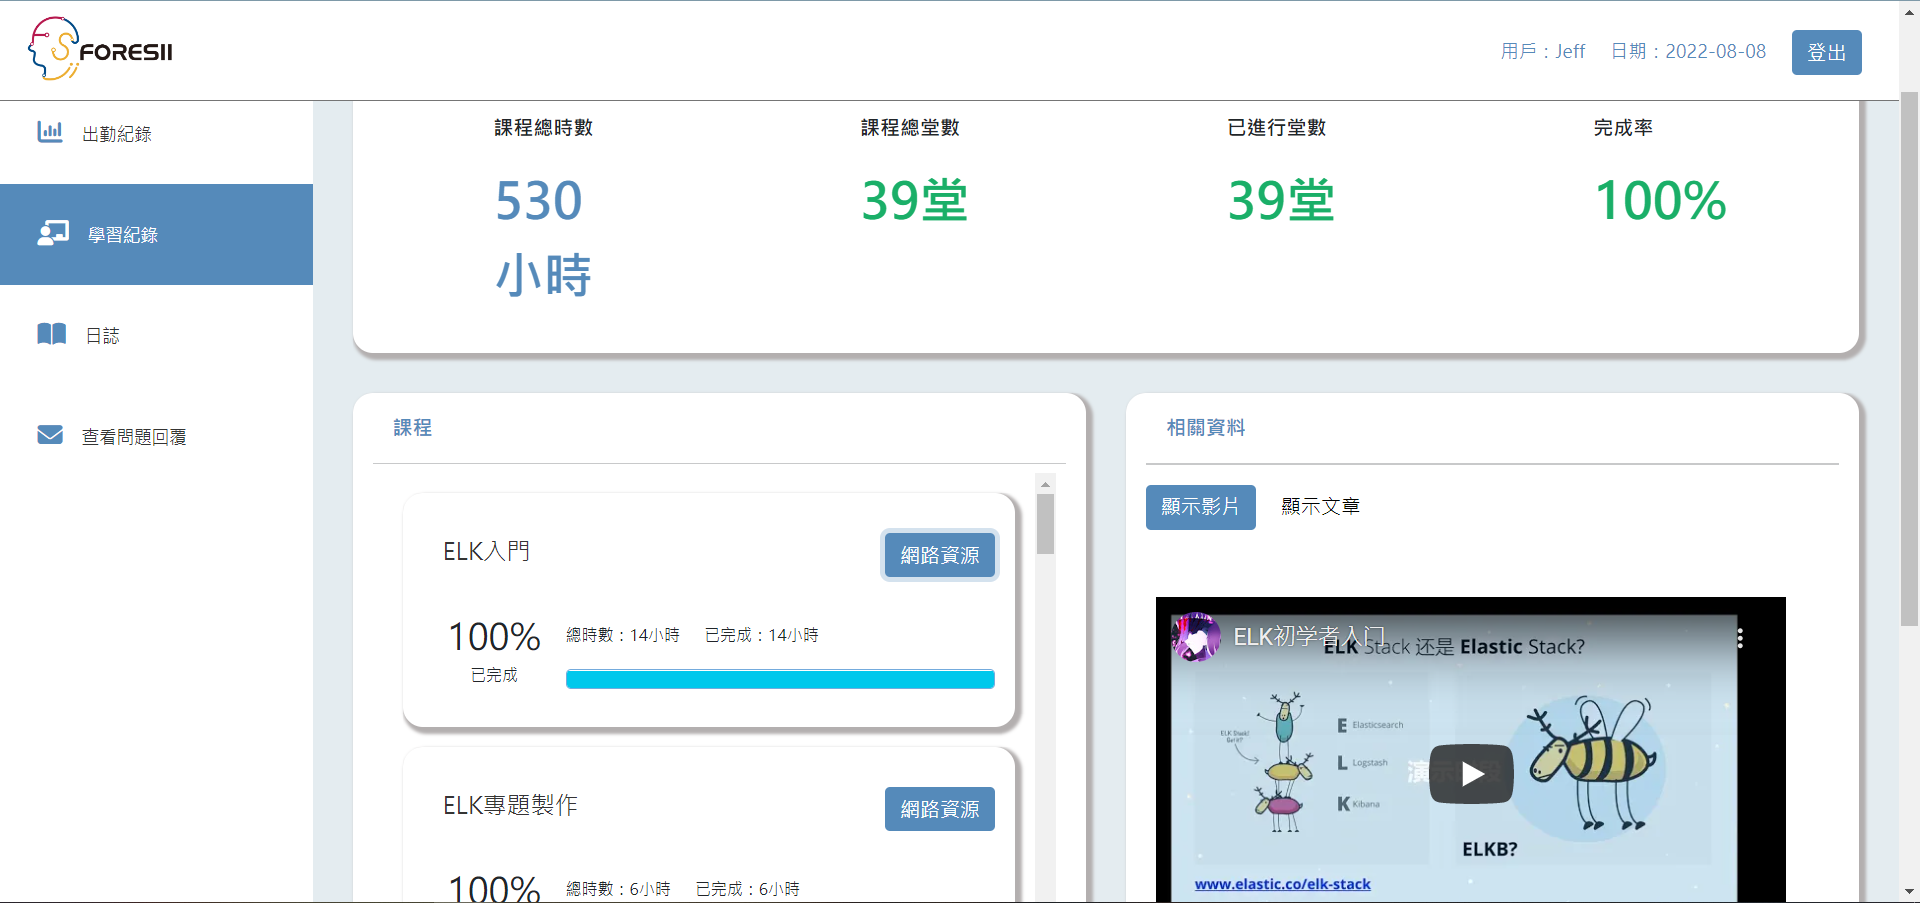 FORESII
用戶：Jeff 日期：2022-08-08 登出
出勤紀錄
學習紀錄
日誌
查看問題回覆
課程總時數 課程總堂數 已進行堂數 完成率
530 39堂 39堂 100%
小時
課程
ELK入門 網路資源
100% 總時數：14小時 已完成：14小時
已完成
ELK專題製作 網路資源
100% 總時數：6小時 已完成：6小時
相關資料
顯示影片 顯示文章
ELK初学者入门
ELK Stack 还是 Elastic Stack?
E Elasticsearch
L Logstash
K Kibana
ELKB?
www.elastic.co/elk-stack